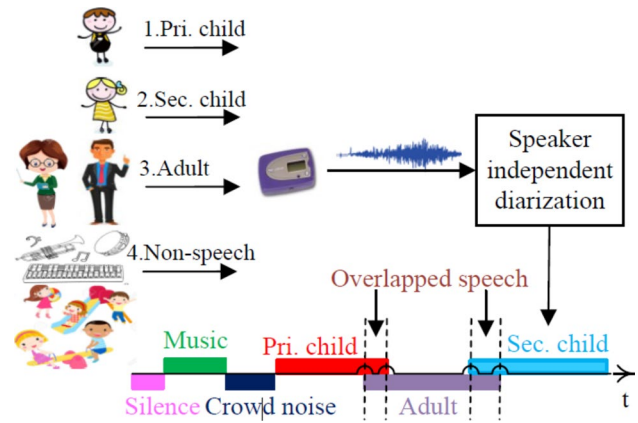 1.Pri. child
2.Sec. child
3.Adult
4.Non-speech
Speaker
independent
diarization
Overlapped speech
Music
Pri. child
Sec. child
Silence
Crowd noise
Adult
t